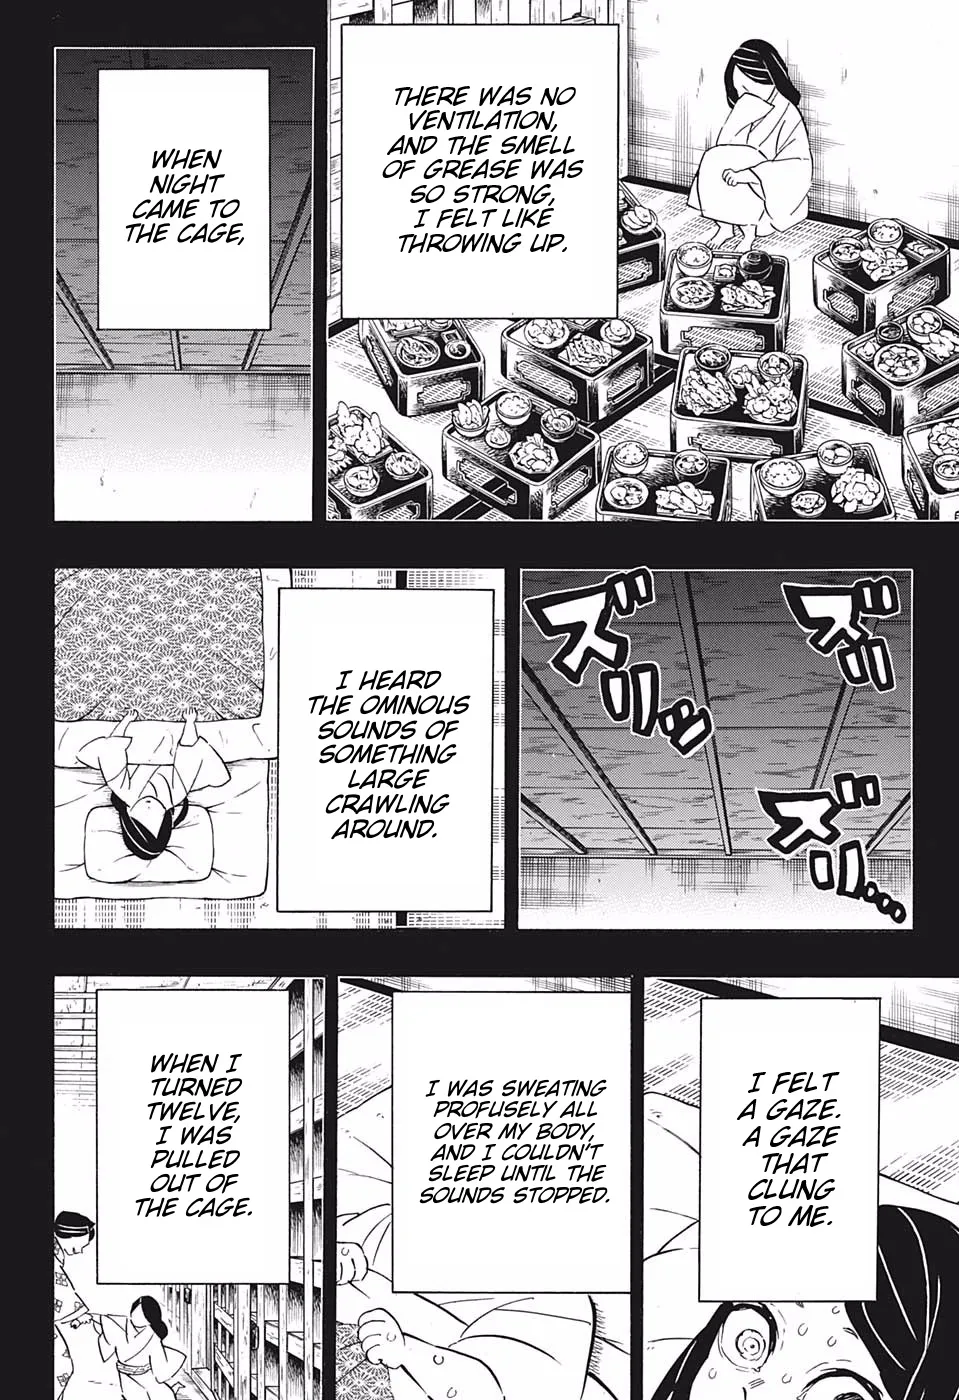 THERE WAS NO
VENTILATION,
AND THE SMELL
OF GREASE WAS
SO STRONG,
I FELT LIKE
THROWING UP.
WHEN
NIGHT
CAME TO
THE CAGE,
ズ
リ
ズズ
リリ
ッ
ズ
リ...
I HEARD
THE OMINOUS
SOUNDS OF
SOMETHING
LARGE
CRAWLING
AROUND.
I FELT
A GAZE.
A GAZE
THAT
CLUNG
TO ME.
I WAS SWEATING
PROFUSELY ALL
OVER MY BODY,
AND I COULDN'T
SLEEP UNTIL THE
SOUNDS STOPPED.
WHEN I
TURNED
TWELVE,
I WAS
PULLED
OUT OF
THE CAGE.